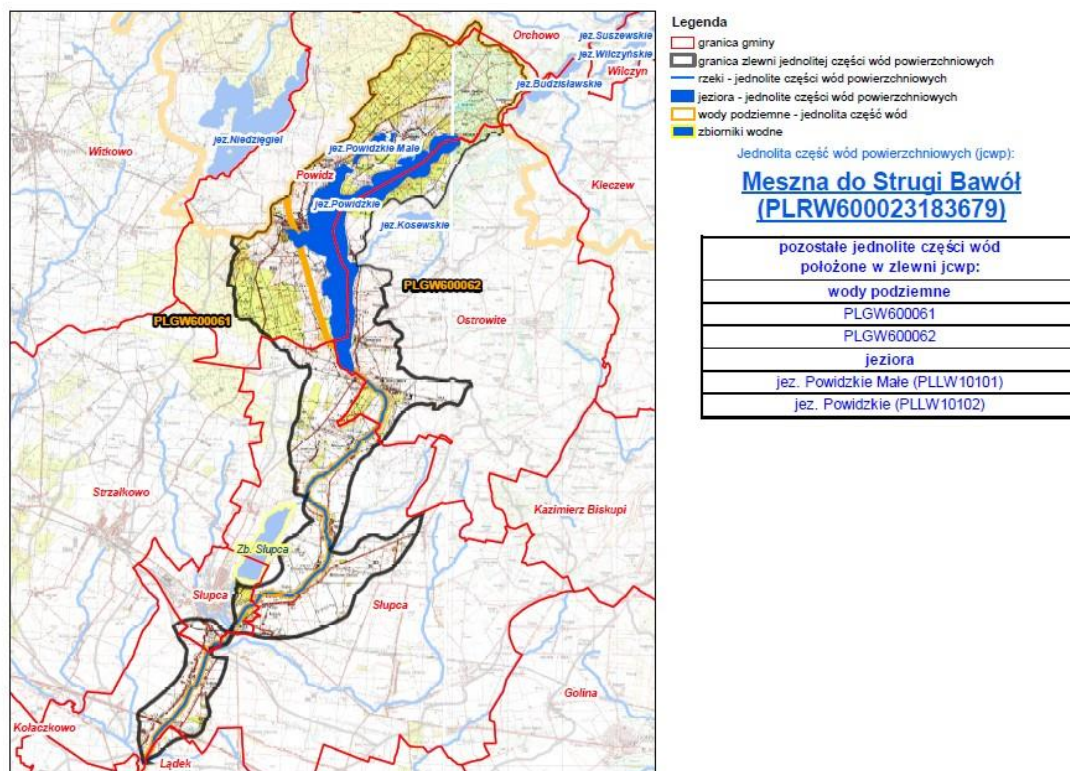 Orchowo
jez.Suszewskie
jez.Wilczyńskie
Wilczyn
jez.Budzisławskie
jez.Niedzięgiel
Witkowo
jez.Powidzkie Małe
Powidz
Kleczew
jez.Powidzkie
jez.Kosewskie
PLGW600062
PLGW600061
Ostrowite
Strzałkowo
Kazimierz Biskupi
Zb. Słupca
Słupca
Słupca
Golina
Kołaczkowo
Lądek
Legenda
granica gminy
granica zlewni jednolitej części wód powierzchniowych
rzeki - jednolite części wód powierzchniowych
jeziora - jednolite części wód powierzchniowych
wody podziemne - jednolita część wód
zbiorniki wodne
Jednolita część wód powierzchniowych (jcwp):
Meszna do Strugi Bawół
(PLRW600023183679)
pozostałe jednolite części wód
położone w zlewni jcwp:
wody podziemne
PLGW600061
PLGW600062
jeziora
jez. Powidzkie Małe (PLLW10101)
jez. Powidzkie (PLLW10102)